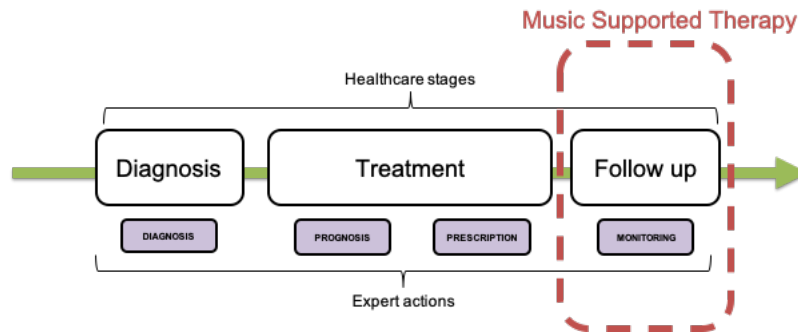 Music Supported Therapy
Healthcare stages
Diagnosis
Treatment
Follow up
DIAGNOSIS
PROGNOSIS
PRESCRIPTION
MONITORING
Expert actions